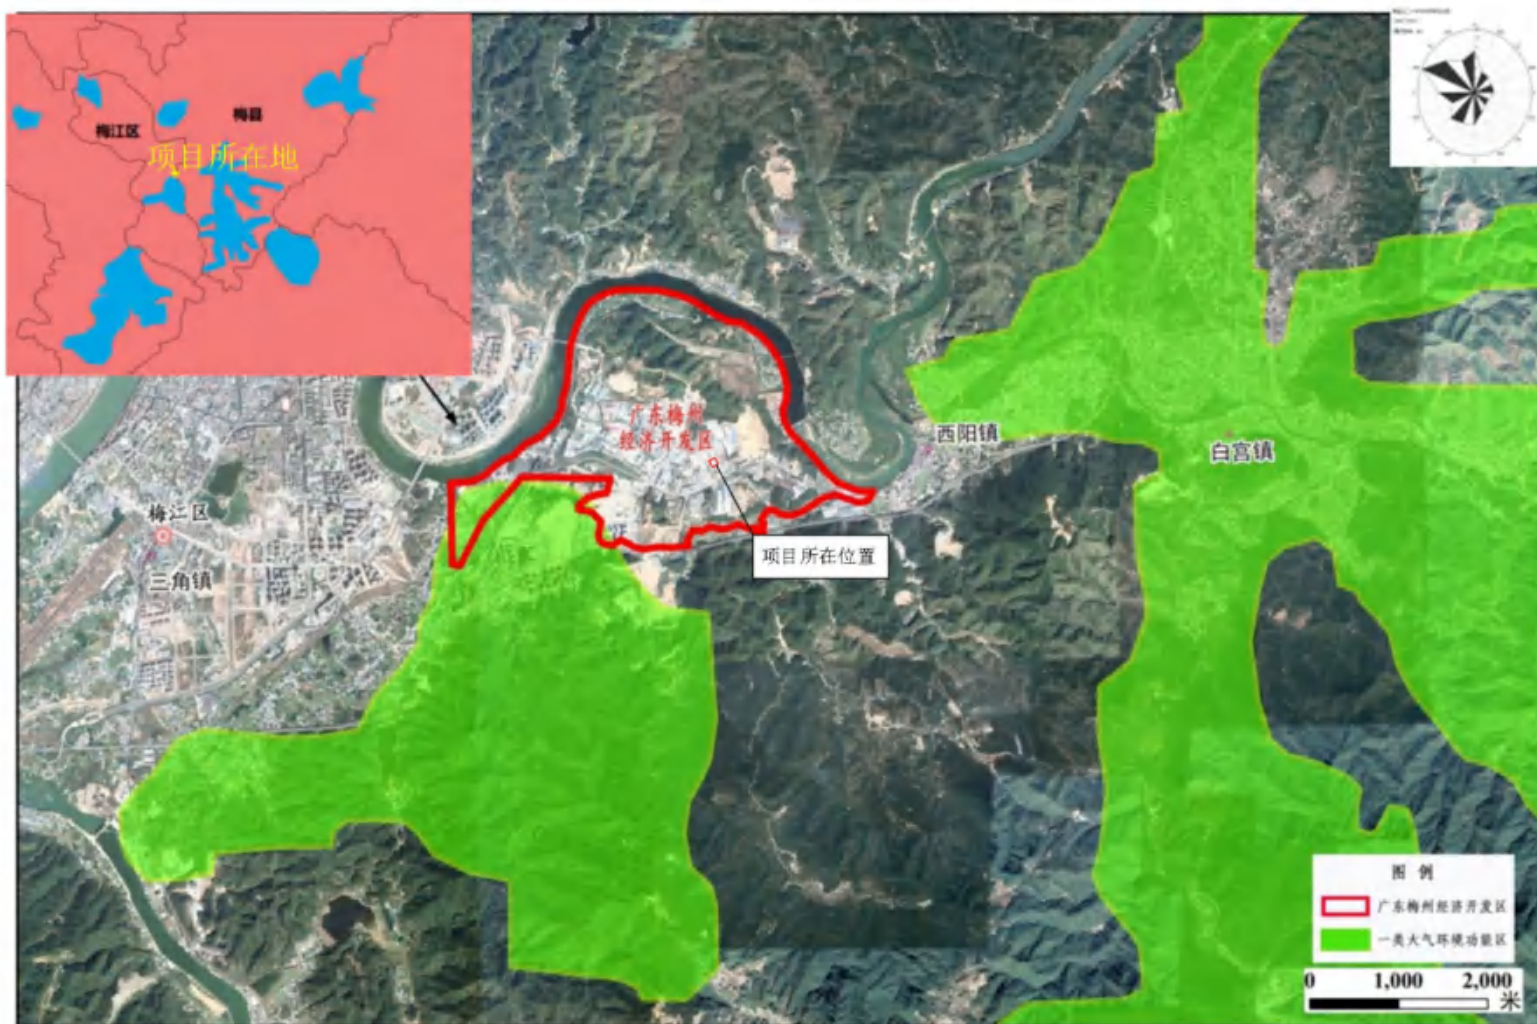 梅县
梅江区
项目所在地
广东梅州
经济开发区
西阳镇
白宫镇
梅江区
三角镇
项目所在位置
图 例
广东梅州经济开发区
一类大气环境功能区
0 1,000 2,000
米